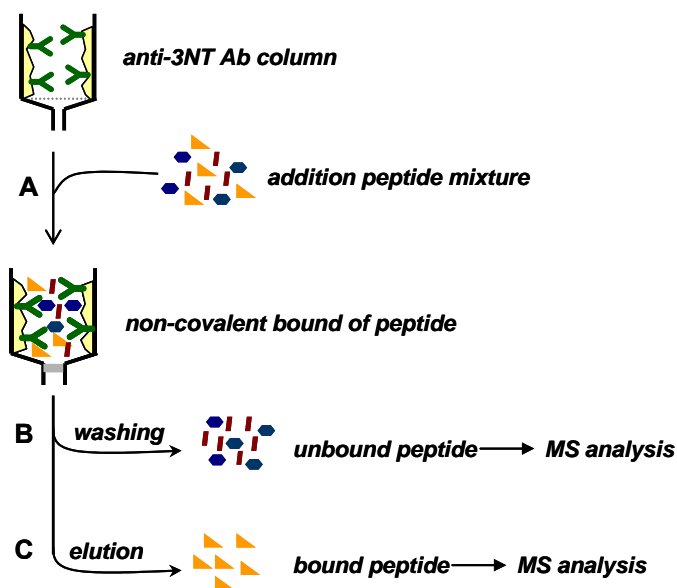 anti-3NT Ab column
A
addition peptide mixture
non-covalent bound of peptide
B
washing
unbound peptide
MS analysis
C
elution
bound peptide
MS analysis